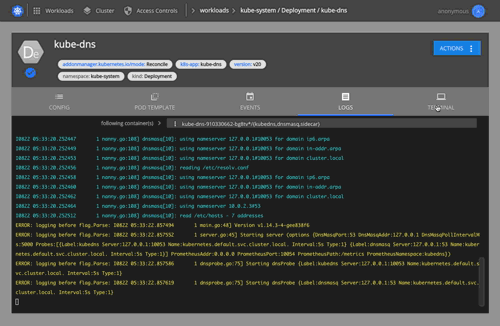 Workloads Cluster Access Controls > workloads > kube-system / Deployment / kube-dns anonymous
kube-dns
De
addonmanager.kubernetes.io/mode: Reconcile k8s-app: kube-dns version: v20
namespace: kube-system kind: Deployment
ACTIONS
CONFIG POD TEMPLATE EVENTS LOGS TERMINAL
following container(s) kube-dns-910330662-bglhv*/(kubedns,dnsmasq,sidecar)
I0822 05:33:20.252447 1 nanny.go:108] dnsmasq[10]: using nameserver 127.0.0.1#10053 for domain ip6.arpa
I0822 05:33:20.252449 1 nanny.go:108] dnsmasq[10]: using nameserver 127.0.0.1#10053 for domain in-addr.arpa
I0822 05:33:20.252453 1 nanny.go:108] dnsmasq[10]: using nameserver 127.0.0.1#10053 for domain cluster.local
I0822 05:33:20.252456 1 nanny.go:108] dnsmasq[10]: reading /etc/resolv.conf
I0822 05:33:20.252458 1 nanny.go:108] dnsmasq[10]: using nameserver 127.0.0.1#10053 for domain ip6.arpa
I0822 05:33:20.252460 1 nanny.go:108] dnsmasq[10]: using nameserver 127.0.0.1#10053 for domain in-addr.arpa
I0822 05:33:20.252462 1 nanny.go:108] dnsmasq[10]: using nameserver 127.0.0.1#10053 for domain cluster.local
I0822 05:33:20.252510 1 nanny.go:108] dnsmasq[10]: using nameserver 10.0.2.3#53
I0822 05:33:20.252512 1 nanny.go:108] dnsmasq[10]: read /etc/hosts - 7 addresses
ERROR: logging before flag.Parse: I0822 05:33:22.857494 1 main.go:48] Version v1.14.3-4-gee838f6
ERROR: logging before flag.Parse: I0822 05:33:22.857552 1 server.go:45] Starting server (options {DnsMasqPort:53 DnsMasqAddr:127.0.0.1 DnsMasqPollIntervalM
s:5000 Probes:[{Label:kubedns Server:127.0.0.1:10053 Name:kubernetes.default.svc.cluster.local. Interval:5s Type:1} {Label:dnsmasq Server:127.0.0.1:53 Name:kuber
netes.default.svc.cluster.local. Interval:5s Type:1}] PrometheusAddr:0.0.0.0 PrometheusPort:10054 PrometheusPath:/metrics PrometheusNamespace:kubedns})
ERROR: logging before flag.Parse: I0822 05:33:22.857586 1 dnsprobe.go:75] Starting dnsProbe {Label:kubedns Server:127.0.0.1:10053 Name:kubernetes.default.s
vc.cluster.local. Interval:5s Type:1}
ERROR: logging before flag.Parse: I0822 05:33:22.857619 1 dnsprobe.go:75] Starting dnsProbe {Label:dnsmasq Server:127.0.0.1:53 Name:kubernetes.default.svc.
cluster.local. Interval:5s Type:1}